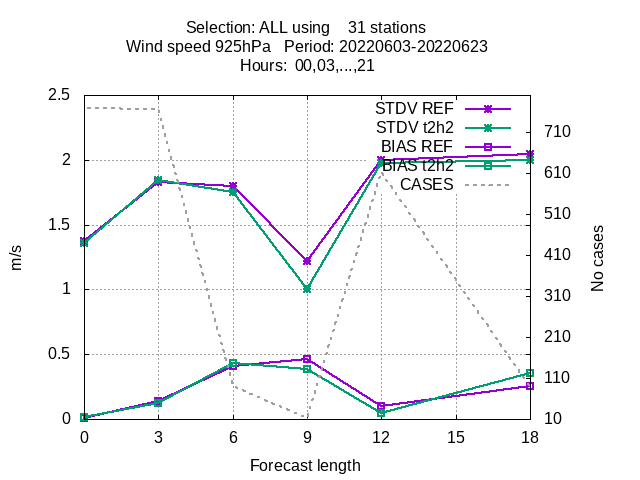 Selection: ALL using 31 stations
Wind speed 925hPa Period: 20220603-20220623
Hours: 00,03,...,21
2.5
2
1.5
1
0.5
0
m/s
STDV REF
STDV t2h2
BIAS REF
BIAS t2h2
CASES
710
610
510
410
310
210
110
10
No cases
0 3 6 9 12 15 18
Forecast length